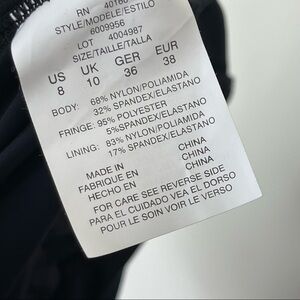 RN 40160
STYLE/MODELE/ESTILO
6009956
LOT 4004987
SIZE/TAILLE/TALLA
US UK GER EUR
8 10 36 38
BODY: 68% NYLON/POLIAMIDA
32% SPANDEX/ELASTANO
FRINGE: 95% POLYESTER
5%SPANDEX/ELASTANO
LINING: 83% NYLON/POLIAMIDA
17% SPANDEX/ELASTANO
MADE IN CHINA
FABRIQUE EN CHINA
HECHO EN CHINA
FOR CARE SEE REVERSE SIDE
PARA EL CUIDADO VEA EL DORSO
POUR LE SOIN VOIR LE VERSO